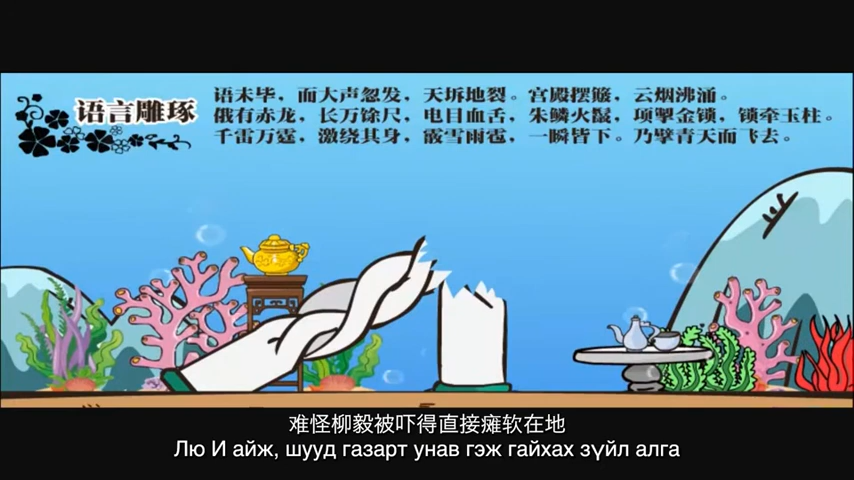 语言雕琢
语未毕，而大声忽发，天坼地裂。宫殿摆簸，云烟沸涌。
俄有赤龙，长万馀尺，电目血舌，朱鳞火鬣，项掣金锁，锁牵玉柱。
千雷万霆，激绕其身，霰雪雨雹，一瞬皆下。乃擘青天而飞去。
难怪柳毅被吓得直接瘫软在地
Лю И айж, шууд газарт унав гэж гайхах зүйл алга